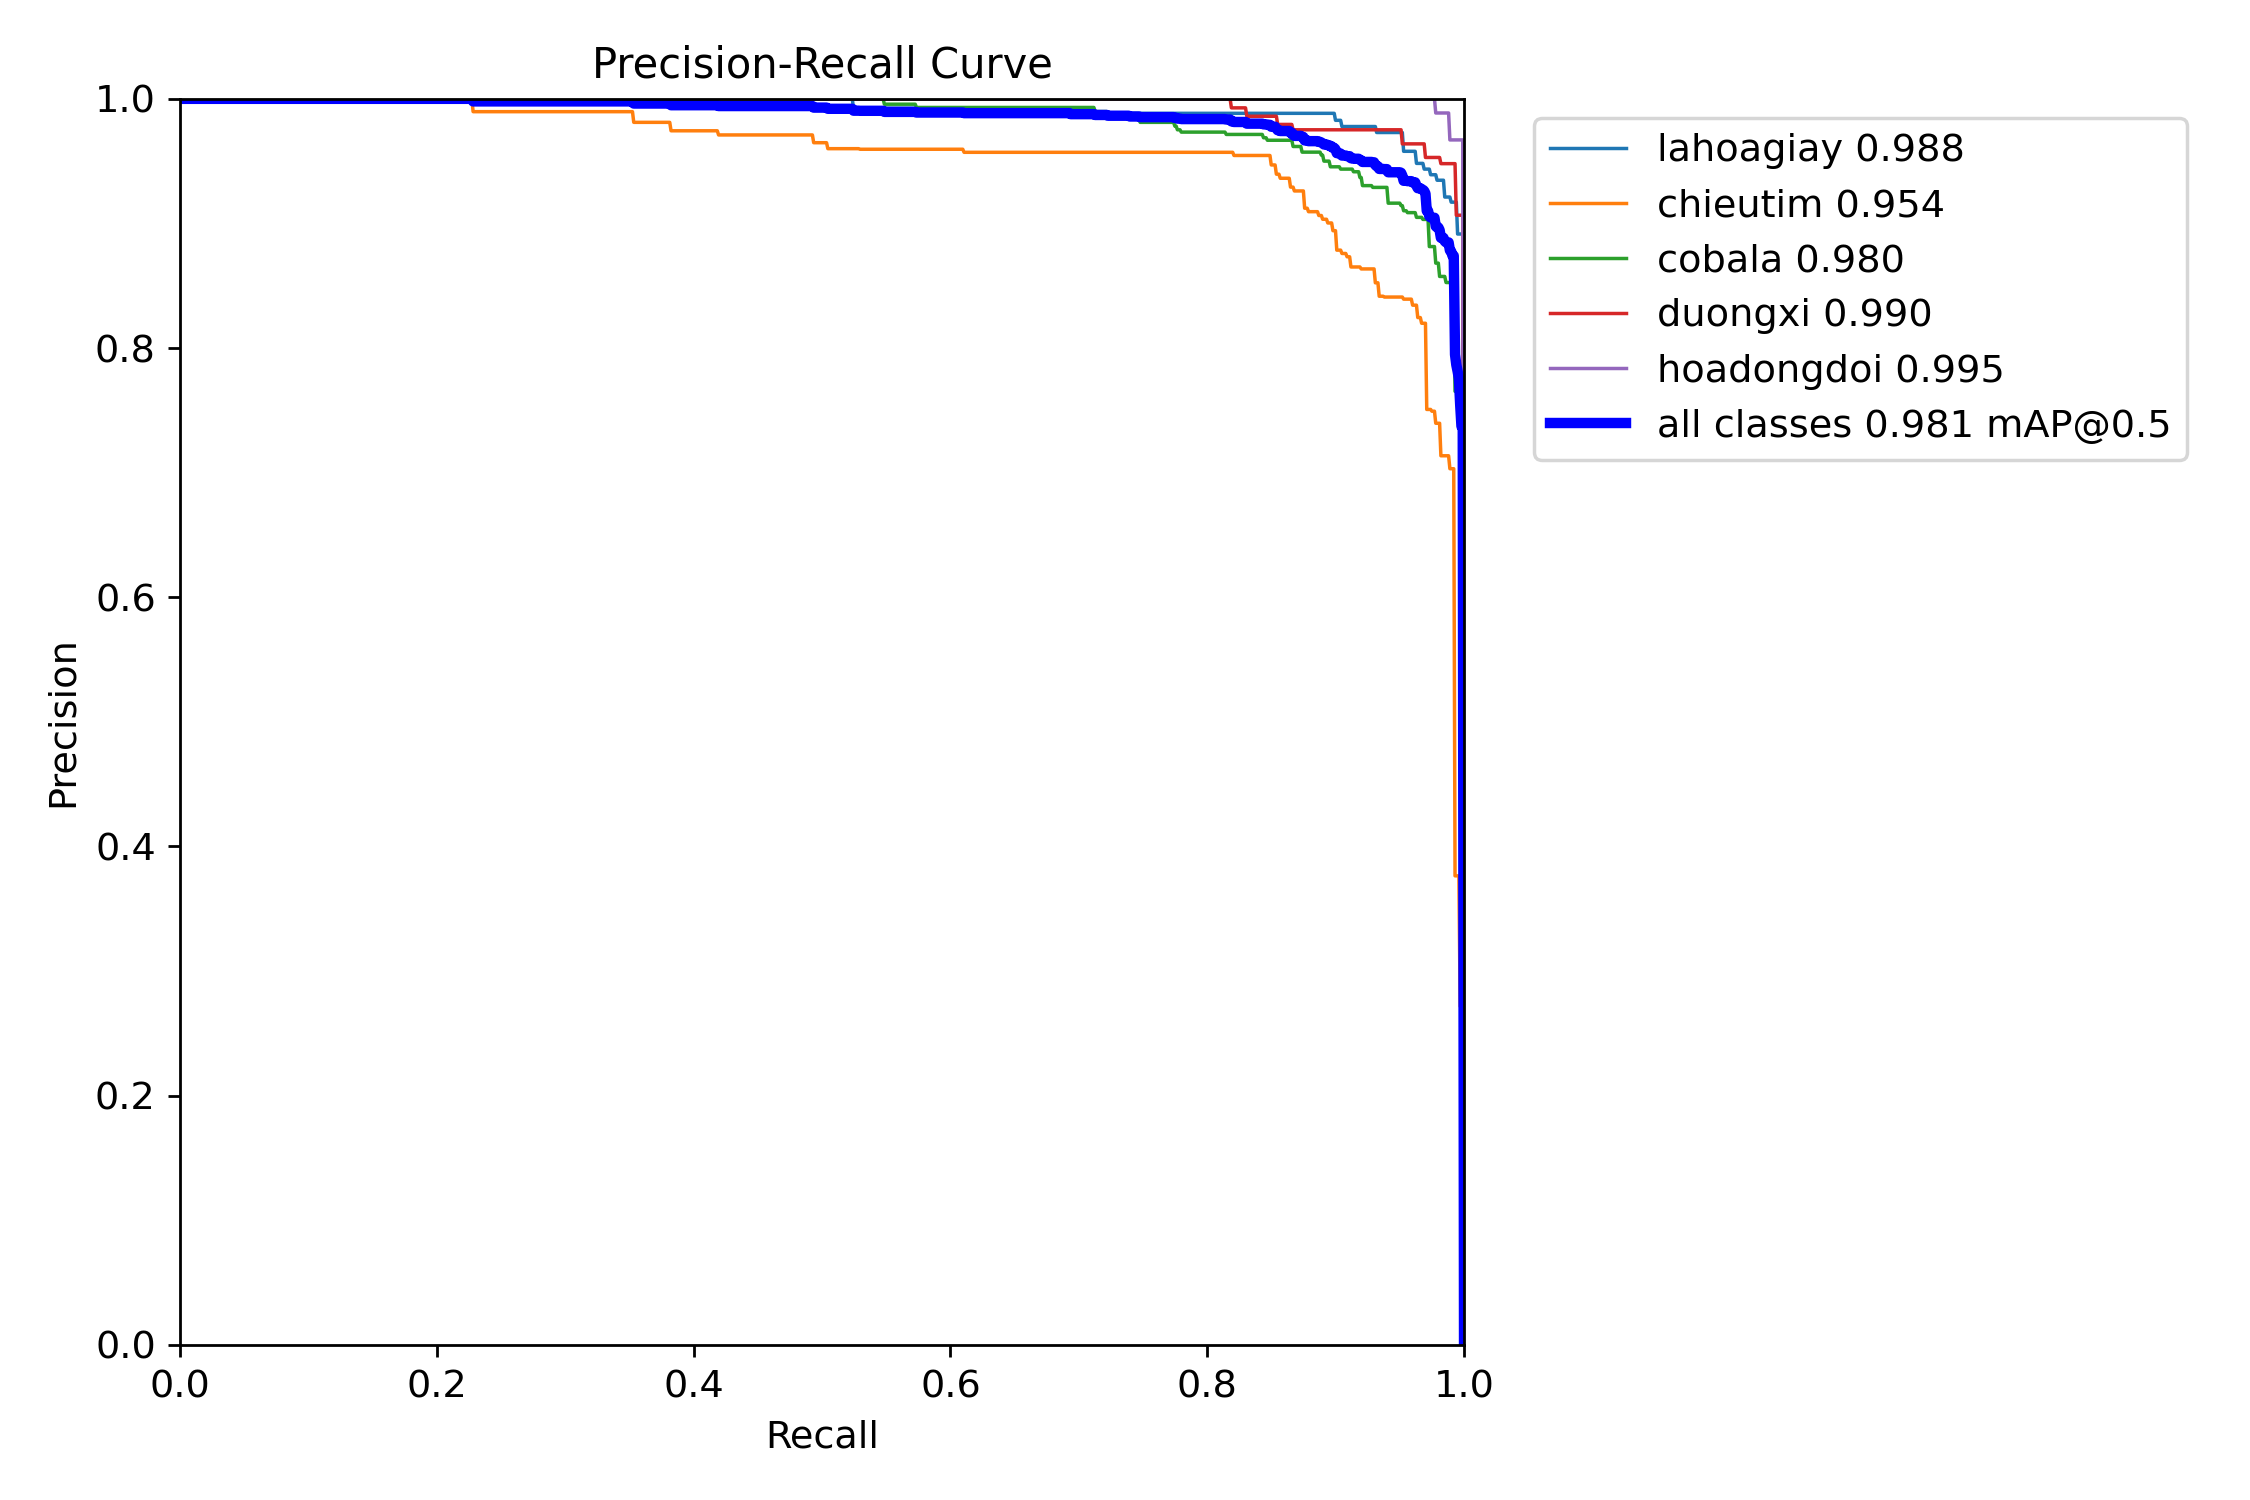 Precision-Recall Curve
1.0
0.8
0.6
0.4
0.2
0.0
Precision
0.0 0.2 0.4 0.6 0.8 1.0
Recall
lahoagiay 0.988
chieutim 0.954
cobala 0.980
duongxi 0.990
hoadongdoi 0.995
all classes 0.981 mAP@0.5